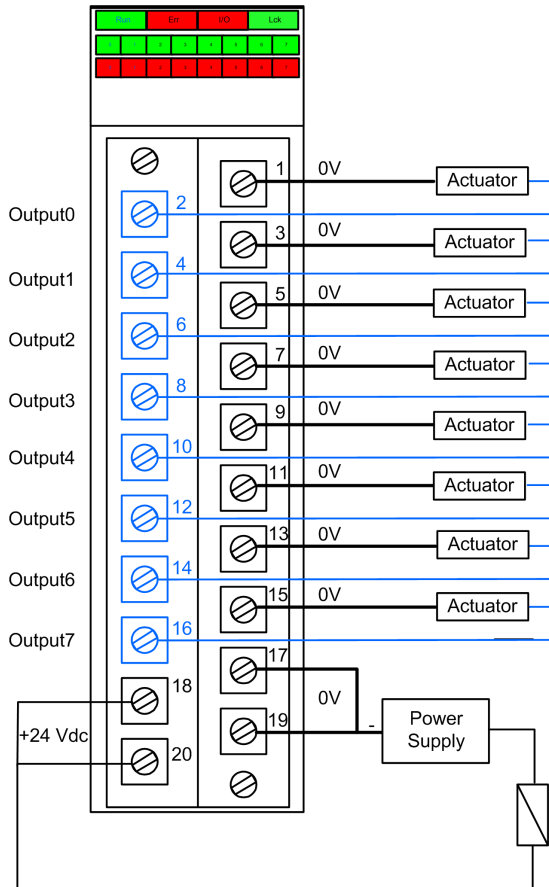 Run Err I/O Lck
1 0V Actuator
Output0 2
3 0V Actuator
Output1 4
5 0V Actuator
Output2 6
7 0V Actuator
Output3 8
9 0V Actuator
Output4 10
11 0V Actuator
Output5 12
13 0V Actuator
Output6 14
15 0V Actuator
Output7 16
17
18
0V
19 - Power Supply
+24 Vdc
20